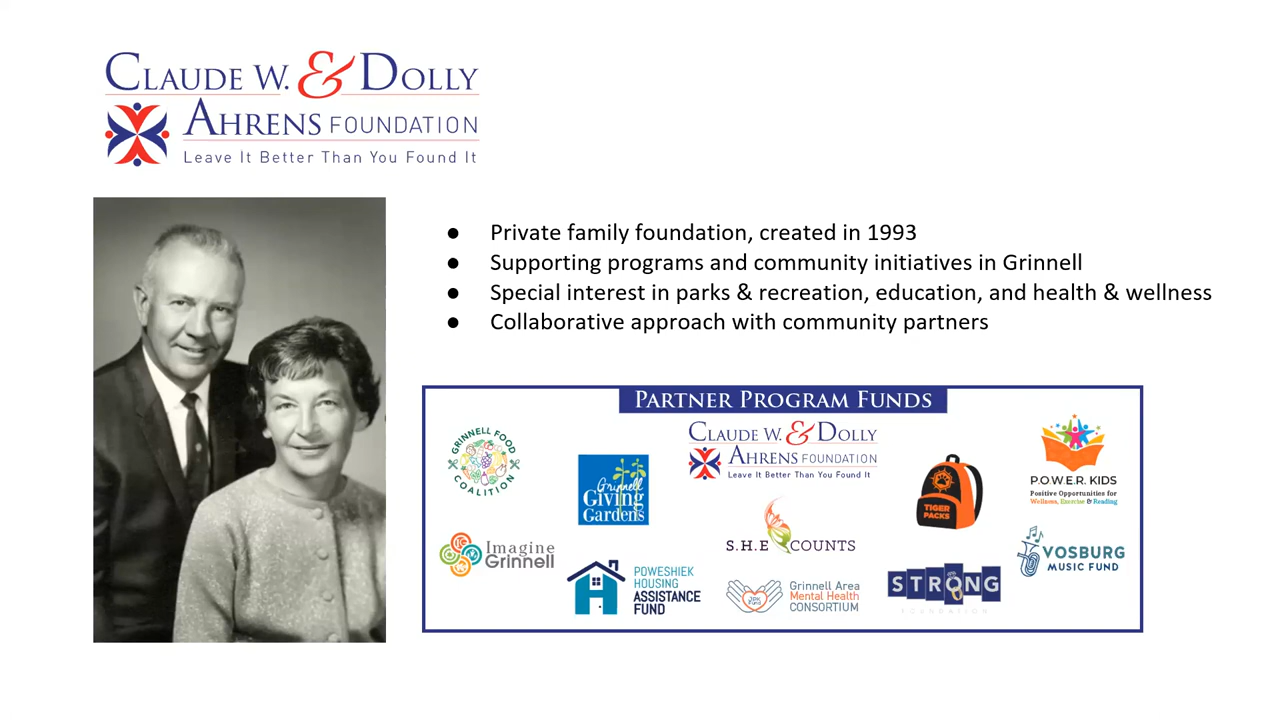 CLAUDE W. & DOLLY
AHRENS FOUNDATION
Leave It Better Than You Found It
● Private family foundation, created in 1993
● Supporting programs and community initiatives in Grinnell
● Special interest in parks & recreation, education, and health & wellness
● Collaborative approach with community partners
PARTNER PROGRAM FUNDS
GRINNELL FOOD
COALITION
Grinnell
Giving
Gardens
CLAUDE W. & DOLLY
AHRENS FOUNDATION
Leave It Better Than You Found It
TIGER
PACKS
P.O.W.E.R. KIDS
Positive Opportunities for
Wellness, Exercise & Reading
Imagine
Grinnell
POWESHIEK
HOUSING
ASSISTANCE
FUND
S.H.E COUNTS
Grinnell Area
Mental Health
CONSORTIUM
STRONG
FOUNDATION
VOSBURG
MUSIC FUND